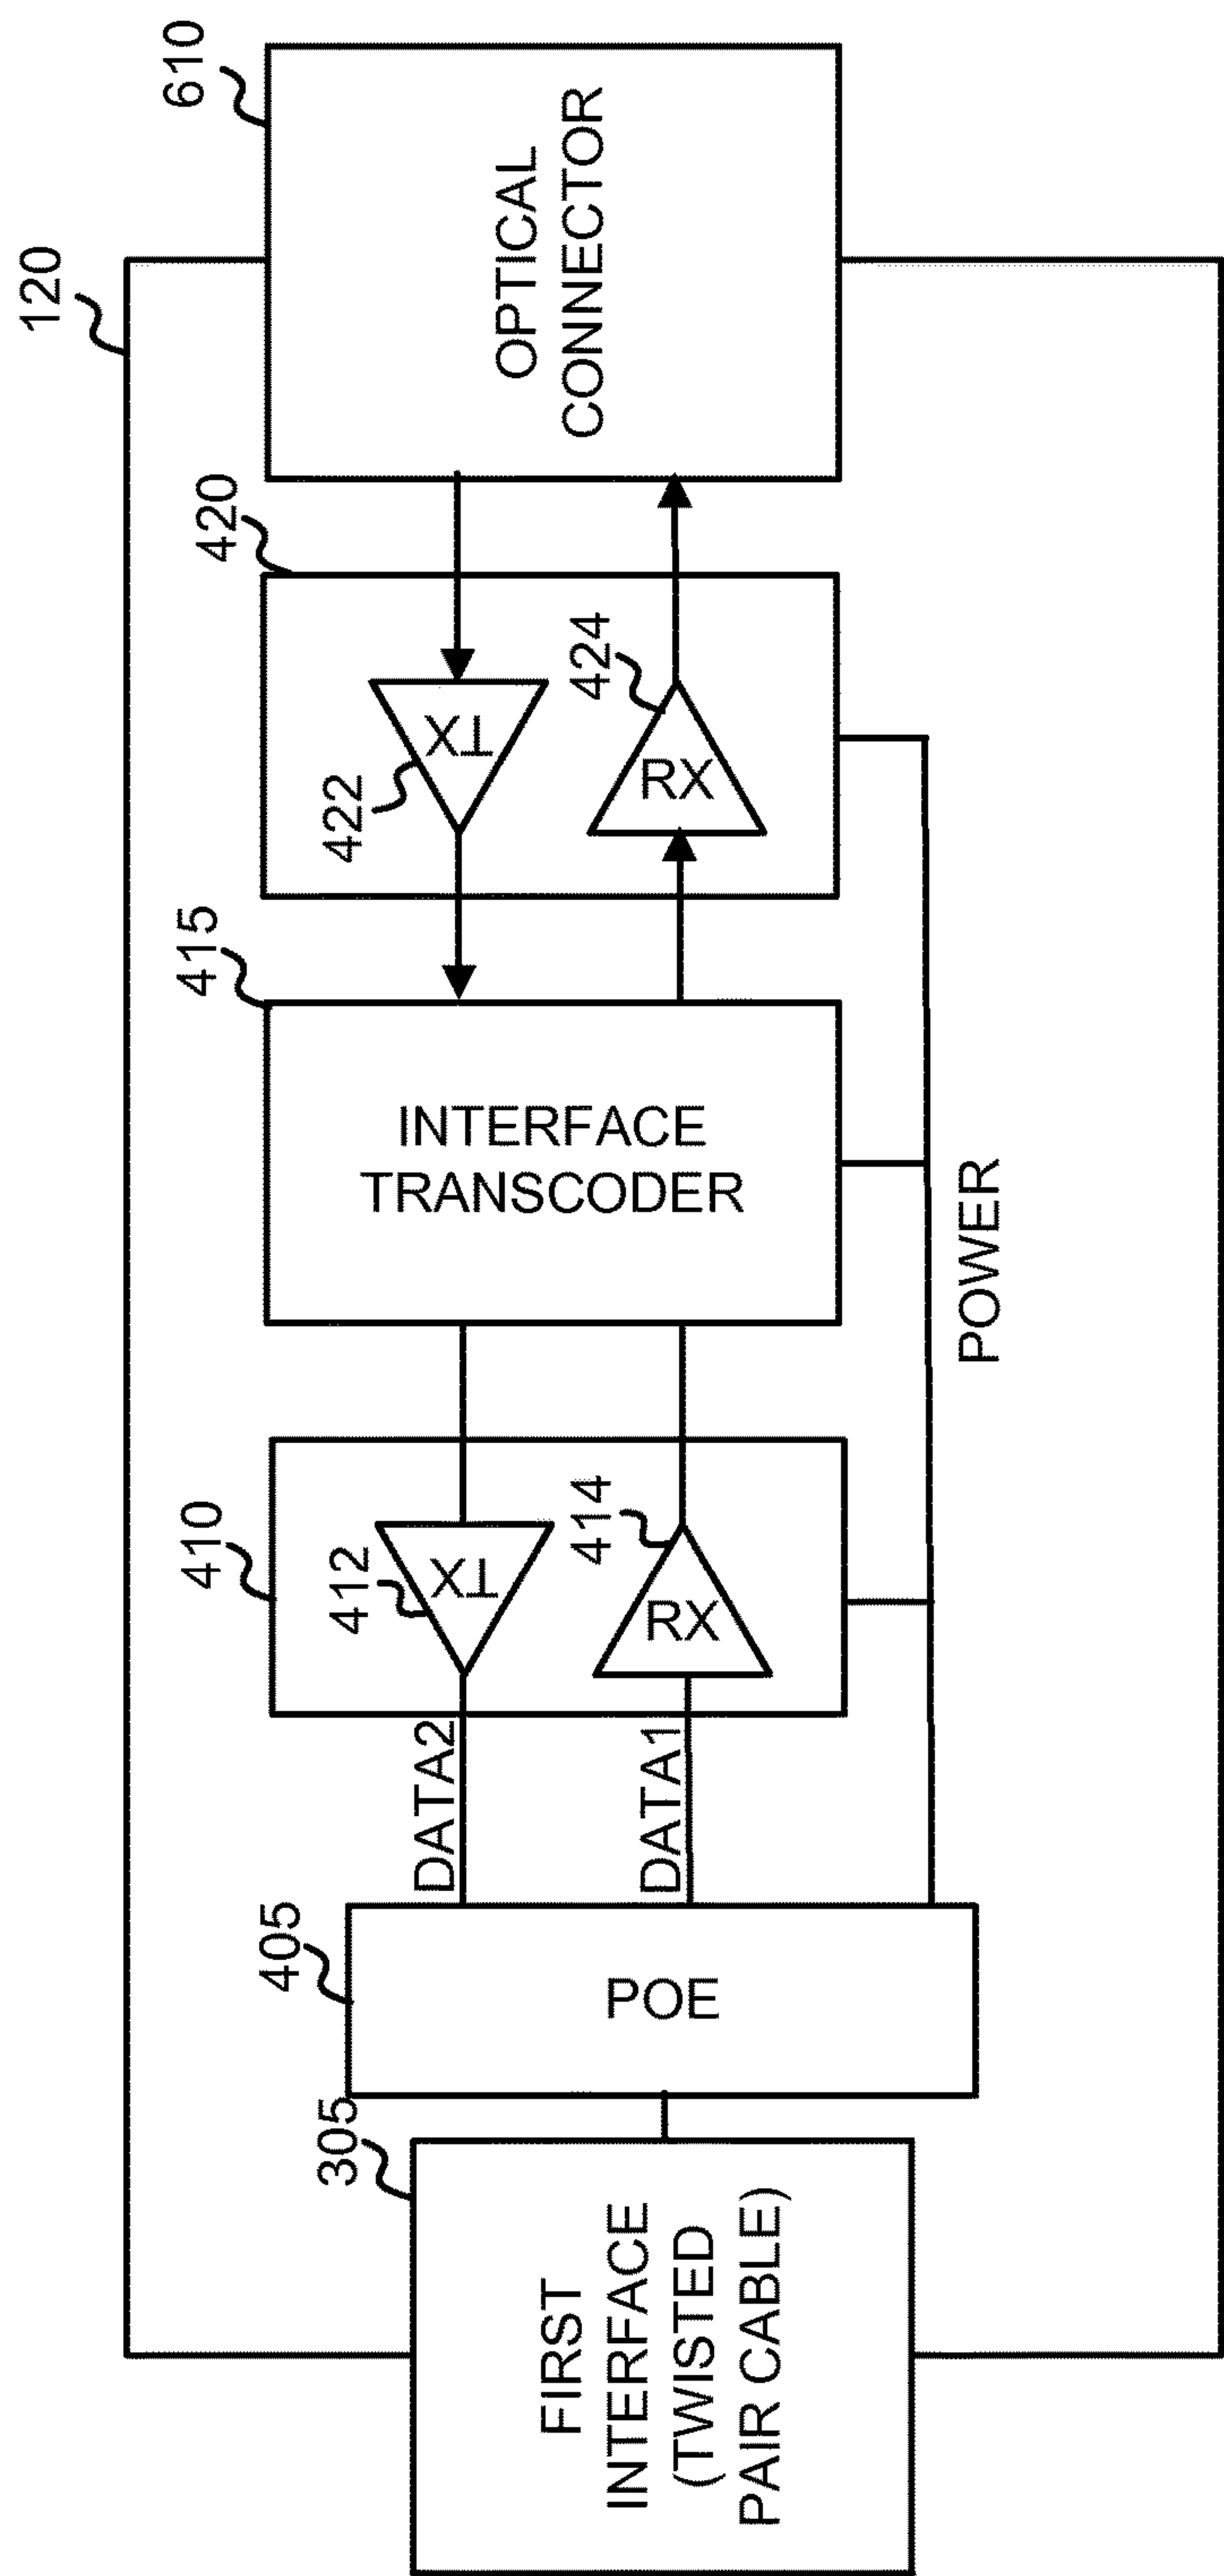 120
610
OPTICAL
CONNECTOR
420
422
TX
424
RX
415
INTERFACE
TRANSCODER
410
412
TX
414
RX
DATA2
DATA1
POWER
405
POE
305
FIRST
INTERFACE
(TWISTED
PAIR CABLE)